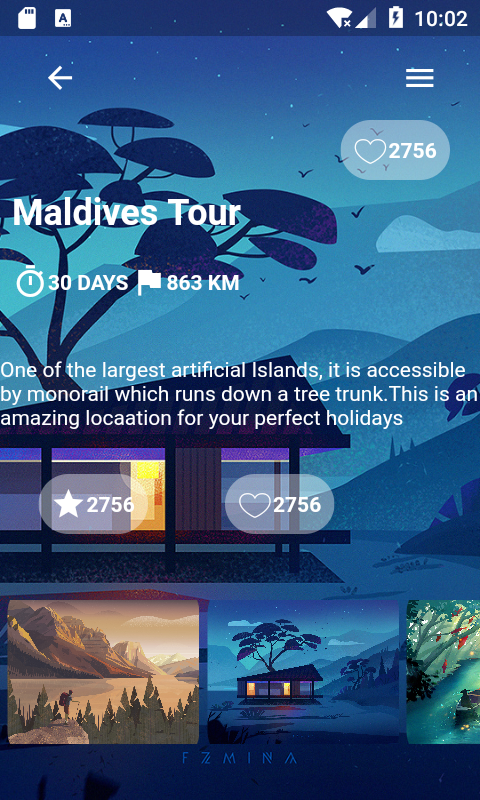 10:02
2756
Maldives Tour
30 DAYS 863 KM
One of the largest artificial Islands, it is accessible
by monorail which runs down a tree trunk.This is an
amazing locaation for your perfect holidays
2756 2756
FZMINA